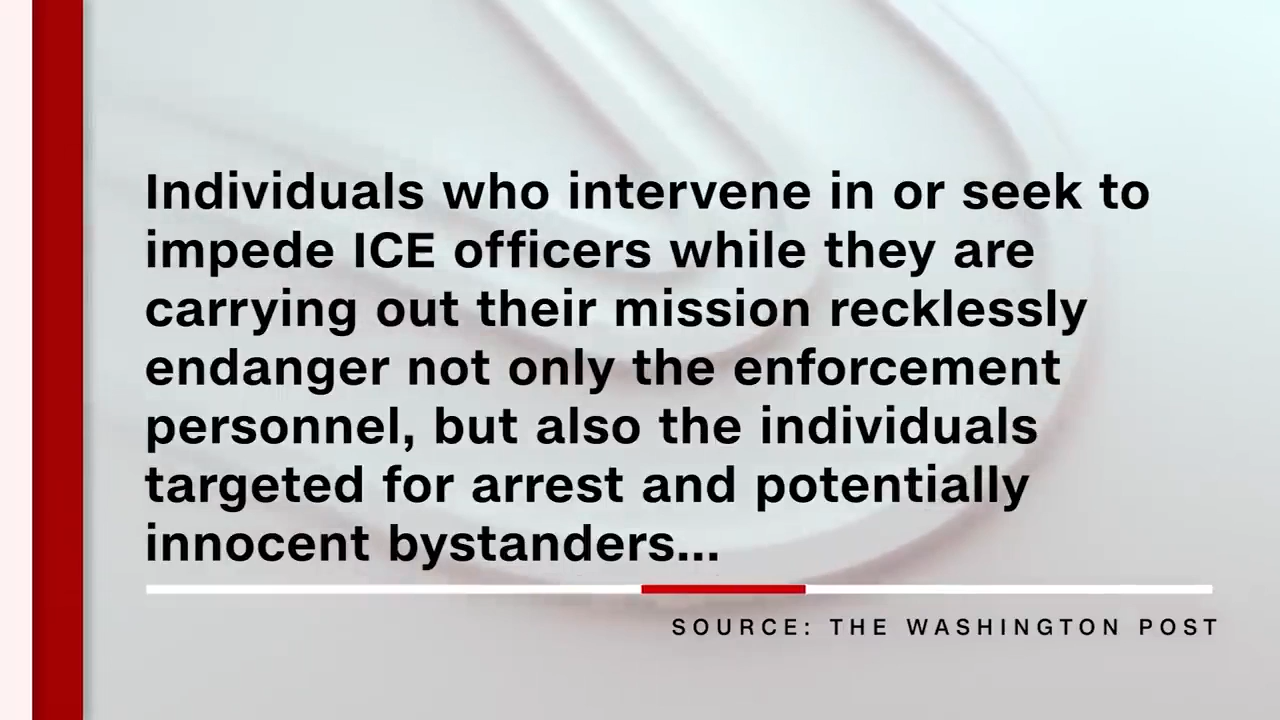 Individuals who intervene in or seek to
impede ICE officers while they are
carrying out their mission recklessly
endanger not only the enforcement
personnel, but also the individuals
targeted for arrest and potentially
innocent bystanders...
SOURCE: THE WASHINGTON POST